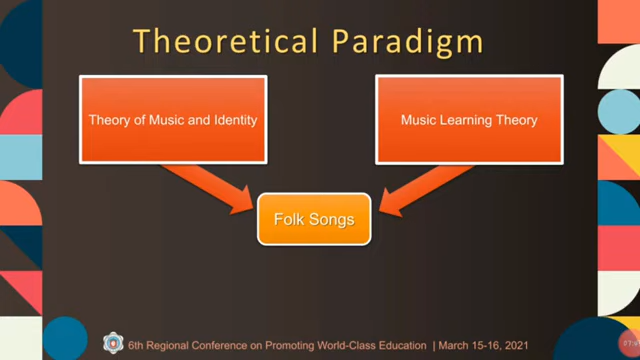 Theoretical Paradigm
Theory of Music and Identity
Music Learning Theory
Folk Songs
6th Regional Conference on Promoting World-Class Education | March 15-16, 2021